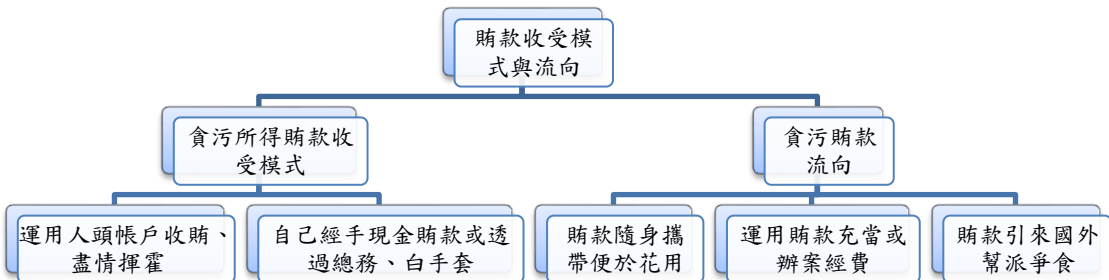 賄款收受模
式與流向
貪污所得賄款收
受模式
貪污賄款
流向
運用人頭帳戶收賄、
盡情揮霍
自己經手現金賄款或透
過總務、白手套
賄款隨身攜
帶便於花用
運用賄款充當或
辦案經費
賄款引來國外
幫派爭食